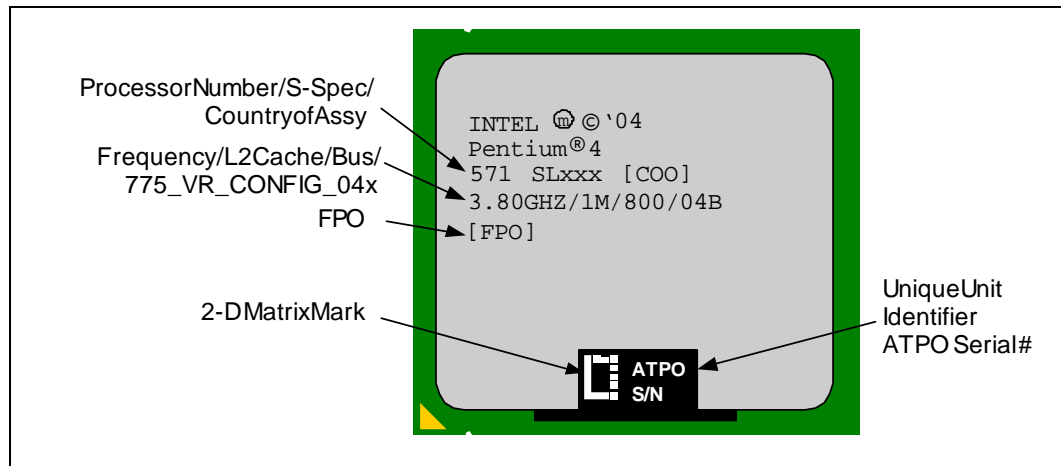 ProcessorNumber/S-Spec/
CountryofAssy
Frequency/L2Cache/Bus/
775_VR_CONFIG_04x
FPO
2-DMatrixMark
INTEL ⓜ © ‘04
Pentium® 4
571 SLxxx [COO]
3.80GHZ/1M/800/04B
[FPO]
ATPO
S/N
UniqueUnit
Identifier
ATPO Serial#